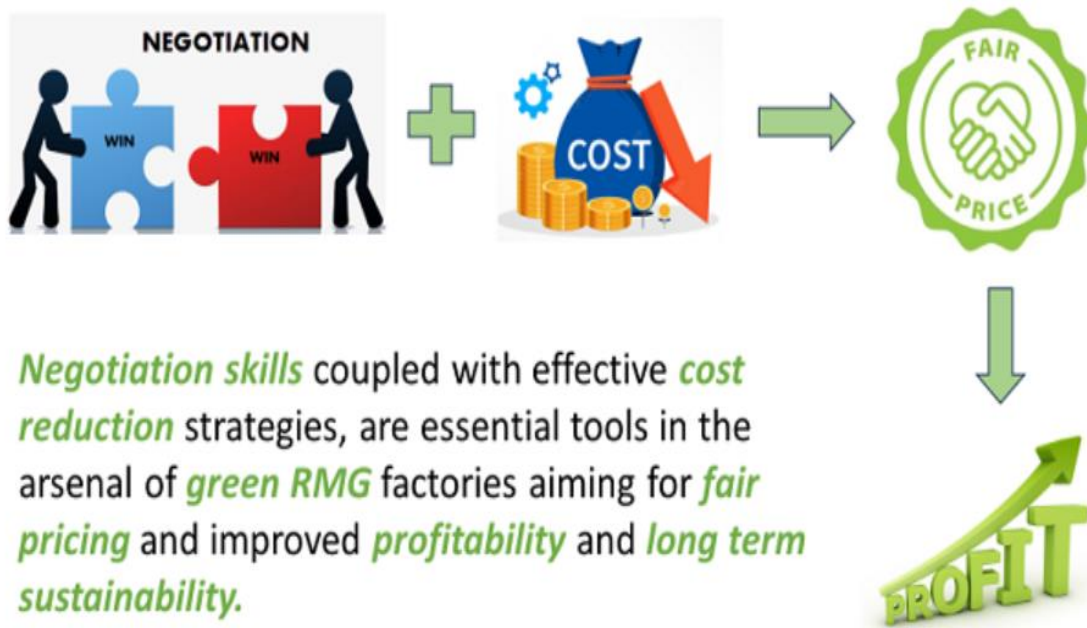 NEGOTIATION
WIN
WIN
COST
FAIR
PRICE
Negotiation skills coupled with effective cost
reduction strategies, are essential tools in the
arsenal of green RMG factories aiming for fair
pricing and improved profitability and long term
sustainability.
PROFIT